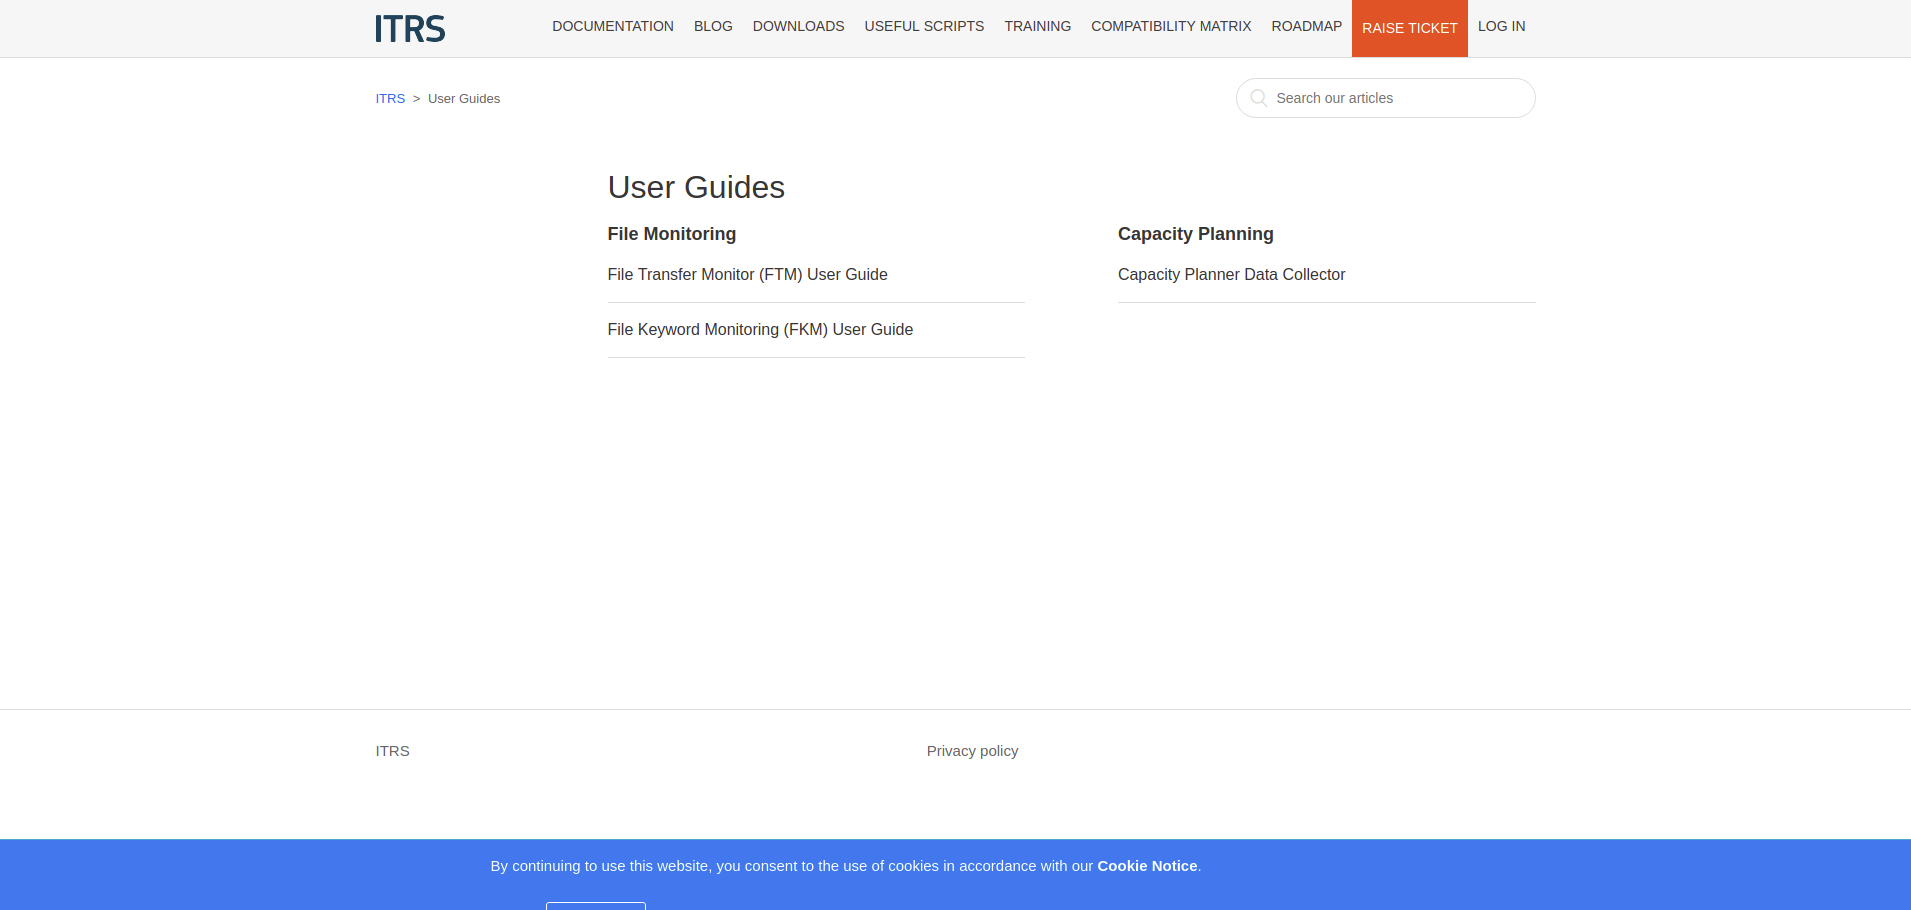 ITRS
DOCUMENTATION BLOG DOWNLOADS USEFUL SCRIPTS TRAINING COMPATIBILITY MATRIX ROADMAP RAISE TICKET LOG IN
ITRS > User Guides
Search our articles
User Guides
File Monitoring
File Transfer Monitor (FTM) User Guide
File Keyword Monitoring (FKM) User Guide
Capacity Planning
Capacity Planner Data Collector
ITRS
Privacy policy
By continuing to use this website, you consent to the use of cookies in accordance with our Cookie Notice.